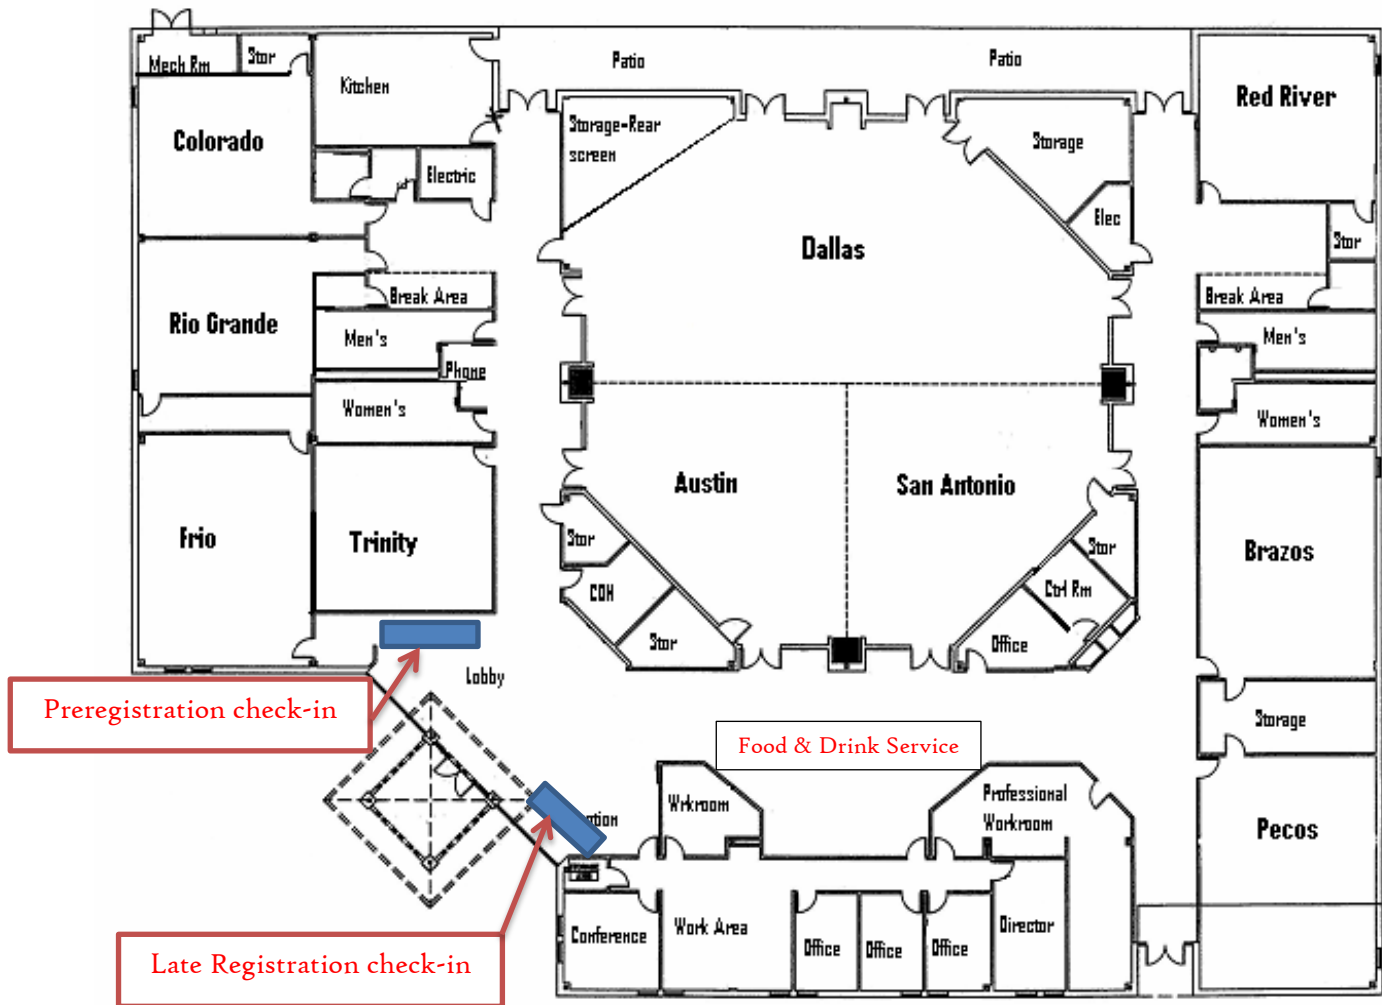 Patio
Patio
Mech Rm
Stor
Kitchen
Red River
Colorado
Storage-Rear
screen
Storage
Electric
Elec
Dallas
Stor
Break Area
Break Area
Rio Grande
Men's
Men's
Phone
Women's
Women's
Austin
San Antonio
Frio
Trinity
Stor
Stor
Brazos
COH
Ctrl Rm
Stor
Office
Lobby
Preregistration check-in
Storage
Food & Drink Service
Wrkroom
Professional
Workroom
ption
Pecos
Conference
Work Area
Office
Office
Office
Director
Late Registration check-in